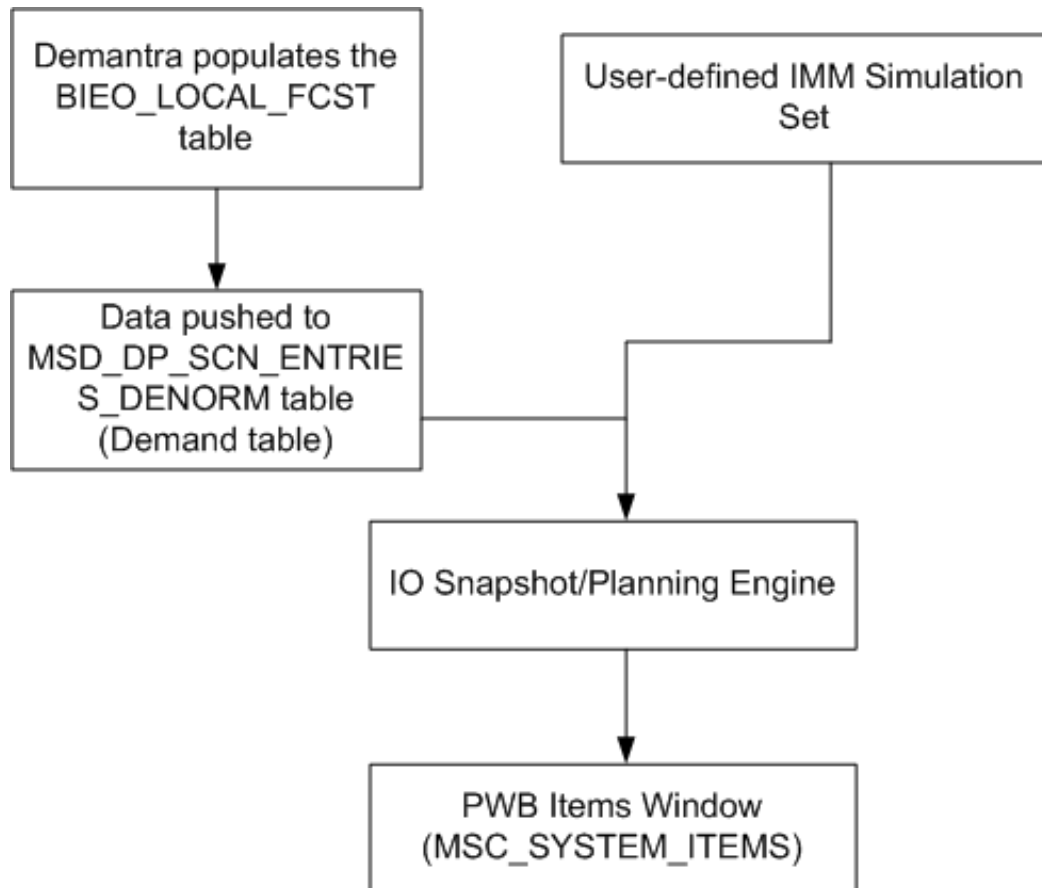 Demantra populates the
BIEO_LOCAL_FCST
table
User-defined IMM Simulation
Set
Data pushed to
MSD_DP_SCN_ENTRIE
S_DENORM table
(Demand table)
IO Snapshot/Planning Engine
PWB Items Window
(MSC_SYSTEM_ITEMS)